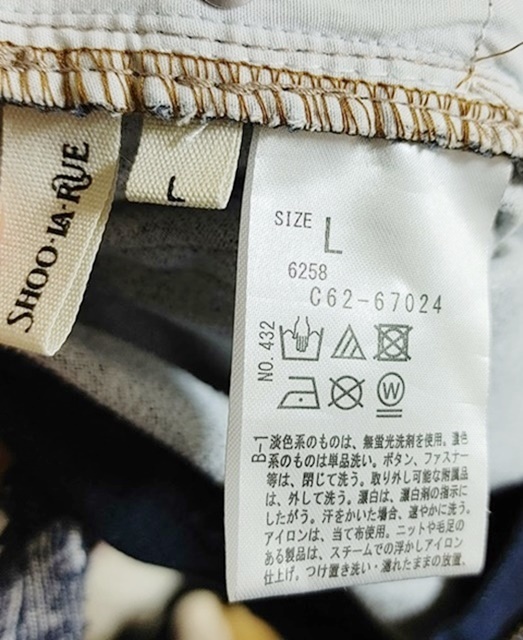 SHOO·LA·RUE
L
SIZE L
6258
C62-67024
NO.432
W
B-1
淡色系のものは、無蛍光洗剤を使用。濃色
系のものは単品洗い。ボタン、ファスナー
等は、閉じて洗う。取り外し可能な附属品
は、外して洗う。漂白は、漂白剤の指示に
したがう。汗をかいた場合、速やかに洗う。
アイロンは、当て布使用。ニットや毛足の
ある製品は、スチームでの浮かしアイロン
仕上げ。つけ置き洗い・濡れたままの放置、